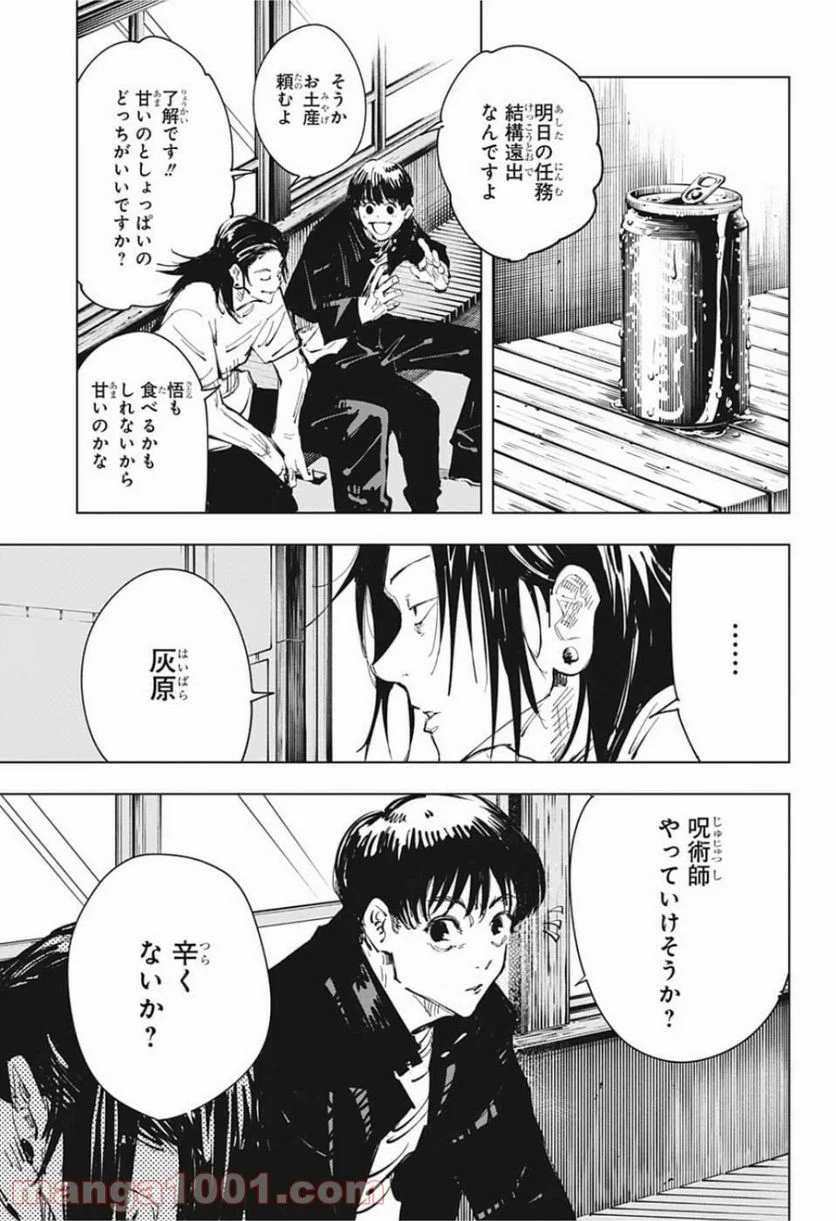 明日の任務
結構遠出
なんですよ
そうか
お土産
頼むよ
了解です!!
甘いのとしょっぱいの
どっちがいいですか?
悟も
食べるかも
しれないから
甘いのかな
……
灰原
呪術師
やっていけそうか?
辛く
ないか?
manga1001.com